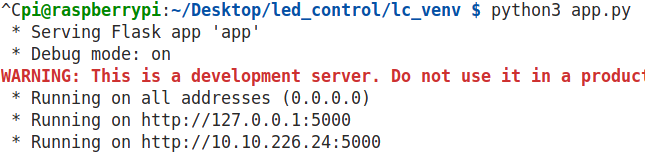 ^Cpi@raspberrypi:~/Desktop/led_control/lc_venv $ python3 app.py
* Serving Flask app 'app'
* Debug mode: on
WARNING: This is a development server. Do not use it in a product
* Running on all addresses (0.0.0.0)
* Running on http://127.0.0.1:5000
* Running on http://10.10.226.24:5000